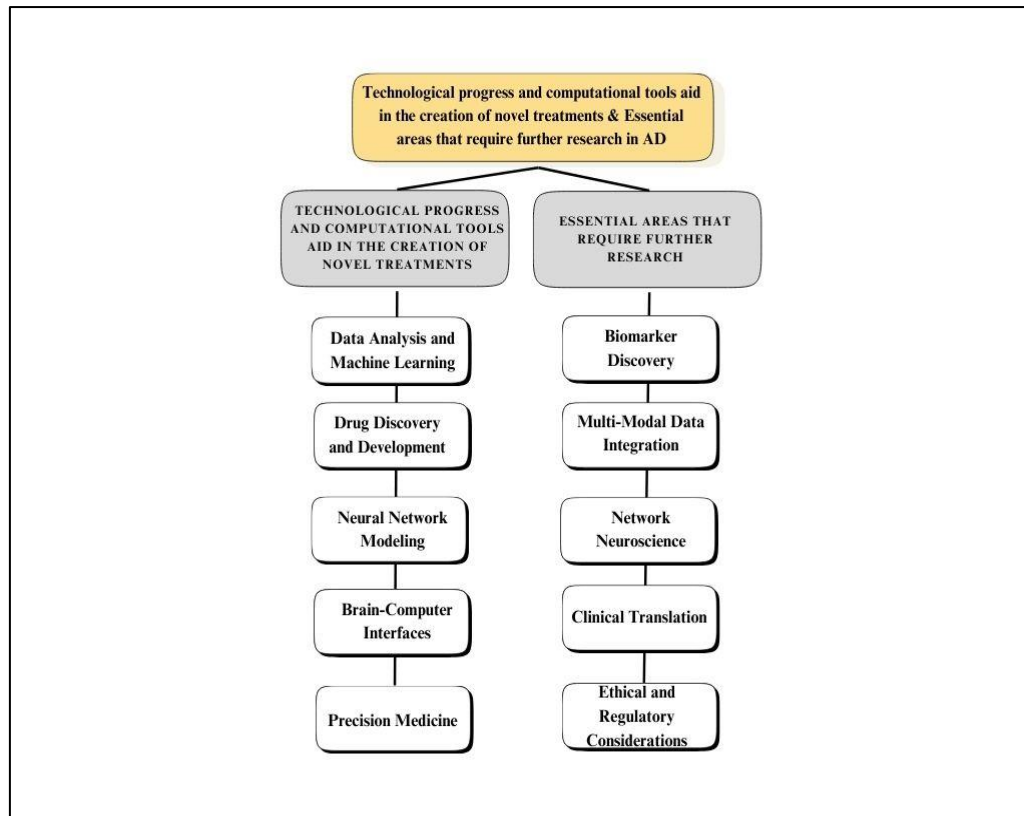 Technological progress and computational tools aid
in the creation of novel treatments & Essential
areas that require further research in AD
TECHNOLOGICAL PROGRESS
AND COMPUTATIONAL TOOLS
AID IN THE CREATION OF
NOVEL TREATMENTS
Data Analysis and
Machine Learning
Drug Discovery
and Development
Neural Network
Modeling
Brain-Computer
Interfaces
Precision Medicine
ESSENTIAL AREAS THAT
REQUIRE FURTHER
RESEARCH
Biomarker
Discovery
Multi-Modal Data
Integration
Network
Neuroscience
Clinical Translation
Ethical and
Regulatory
Considerations